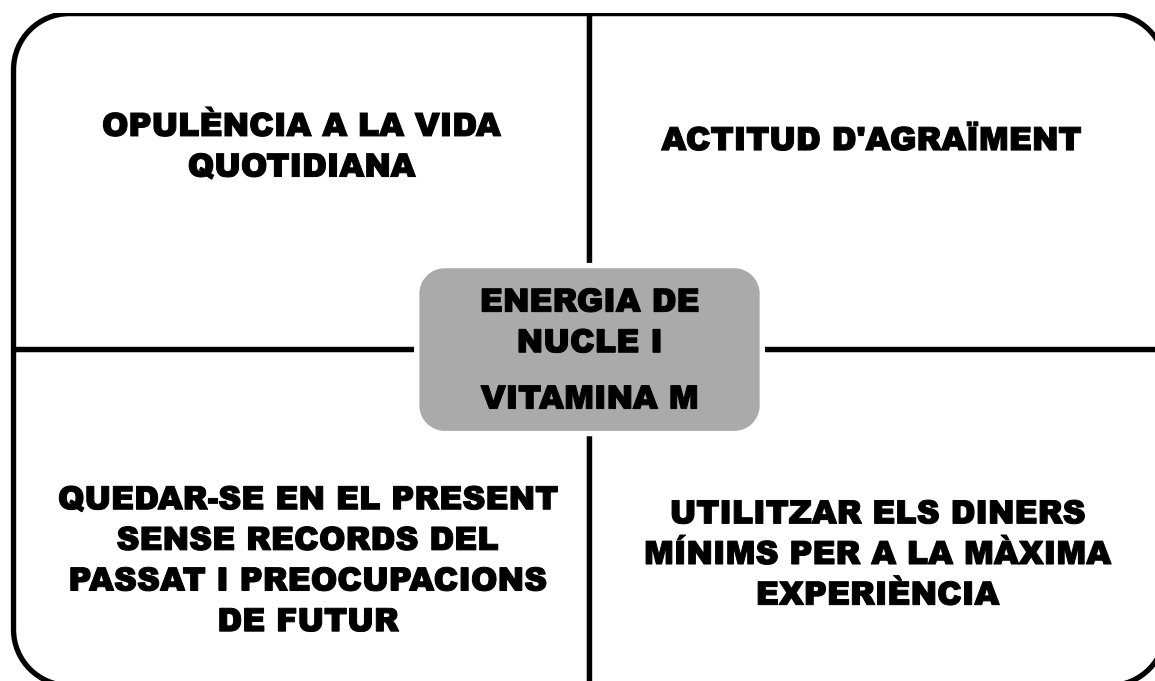 OPULÈNCIA A LA VIDA
QUOTIDIANA
ACTITUD D'AGRAÏMENT
ENERGIA DE
NUCLE I
VITAMINA M
QUEDAR-SE EN EL PRESENT
SENSE RECORDS DEL
PASSAT I PREOCUPACIONS
DE FUTUR
UTILITZAR ELS DINERS
MÍNIMS PER A LA MÀXIMA
EXPERIÈNCIA